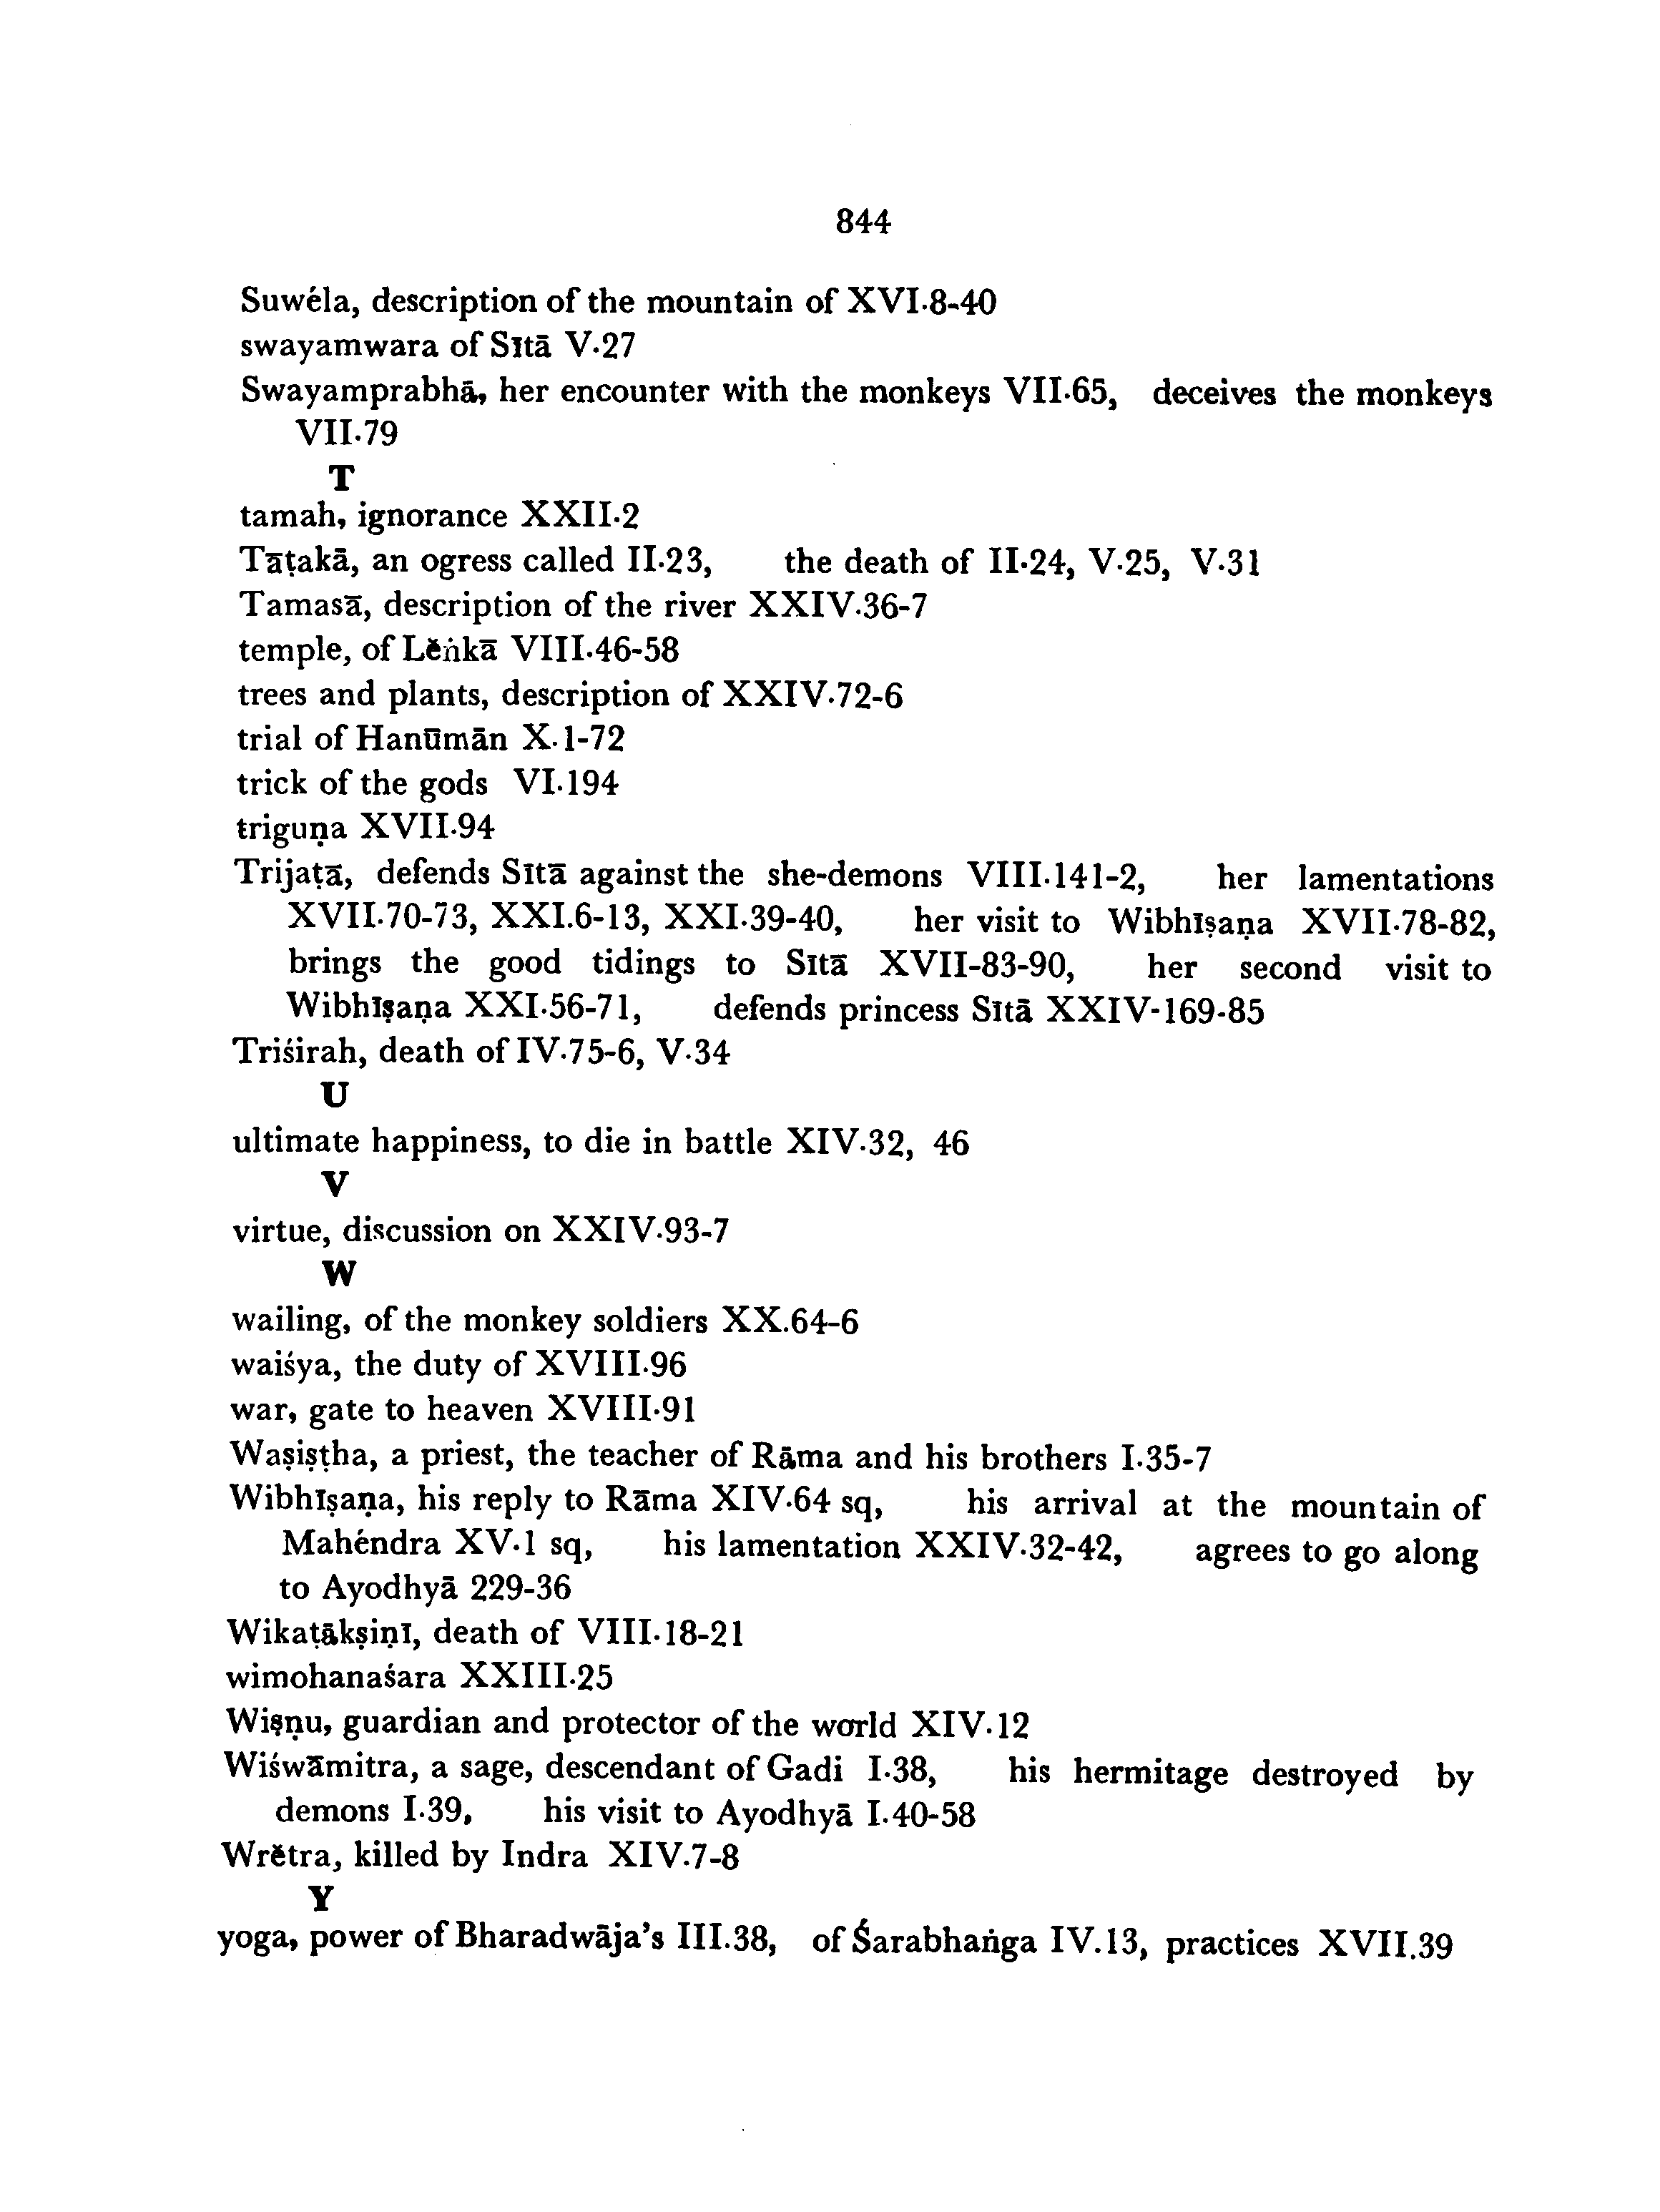 844
Suwéla, description of the mountain of XVI.8-40
swayamwara of Sītā V.27
Swayamprabhā, her encounter with the monkeys VII.65, deceives the monkeys
VII.79
T
tamah, ignorance XXII.2
Tāṭakā, an ogress called II.23, the death of II.24, V.25, V.31
Tamasā, description of the river XXIV.36-7
temple, of Lĕṅkā VIII.46-58
trees and plants, description of XXIV.72-6
trial of Hanūmān X.1-72
trick of the gods VI.194
triguṇa XVII.94
Trijaṭā, defends Sītā against the she-demons VIII.141-2, her lamentations
XVII.70-73, XXI.6-13, XXI.39-40, her visit to Wibhīṣaṇa XVII.78-82,
brings the good tidings to Sītā XVII-83-90, her second visit to
Wibhīṣaṇa XXI.56-71, defends princess Sītā XXIV-169-85
Triśirah, death of IV.75-6, V.34
U
ultimate happiness, to die in battle XIV.32, 46
V
virtue, discussion on XXIV.93-7
W
wailing, of the monkey soldiers XX.64-6
waiśya, the duty of XVIII.96
war, gate to heaven XVIII.91
Waṣiṣṭha, a priest, the teacher of Rāma and his brothers I.35-7
Wibhīṣaṇa, his reply to Rāma XIV.64 sq, his arrival at the mountain of
Mahéndra XV.1 sq, his lamentation XXIV.32-42, agrees to go along
to Ayodhyā 229-36
Wikaṭākṣiṇī, death of VIII.18-21
wimohanaśara XXIII.25
Wiṣṇu, guardian and protector of the world XIV.12
Wiśwāmitra, a sage, descendant of Gadi I.38, his hermitage destroyed by
demons I.39, his visit to Ayodhyā I.40-58
Wrĕtra, killed by Indra XIV.7-8
Y
yoga, power of Bharadwāja's III.38, of Śarabhaṅga IV.13, practices XVII.39